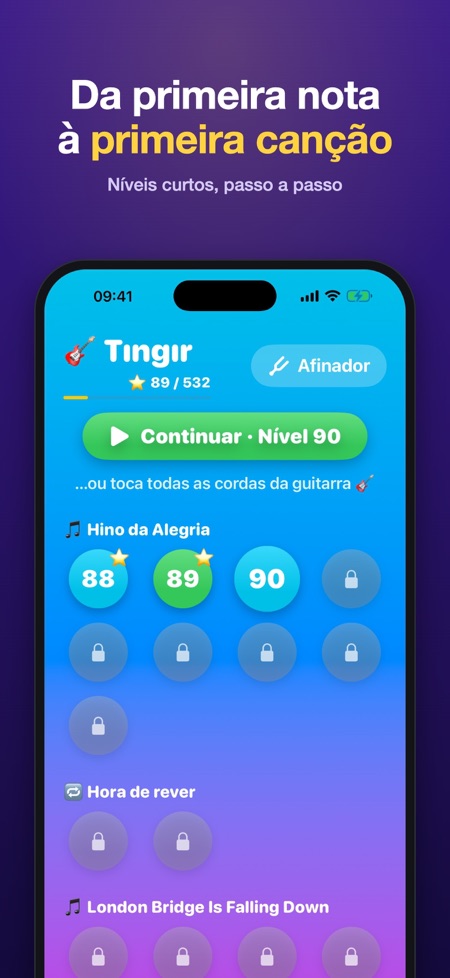 Da primeira nota
à primeira canção
Níveis curtos, passo a passo
09:41
Tıngır
89 / 532
Afinador
Continuar · Nível 90
...ou toca todas as cordas da guitarra
Hino da Alegria
88 89 90
Hora de rever
London Bridge Is Falling Down